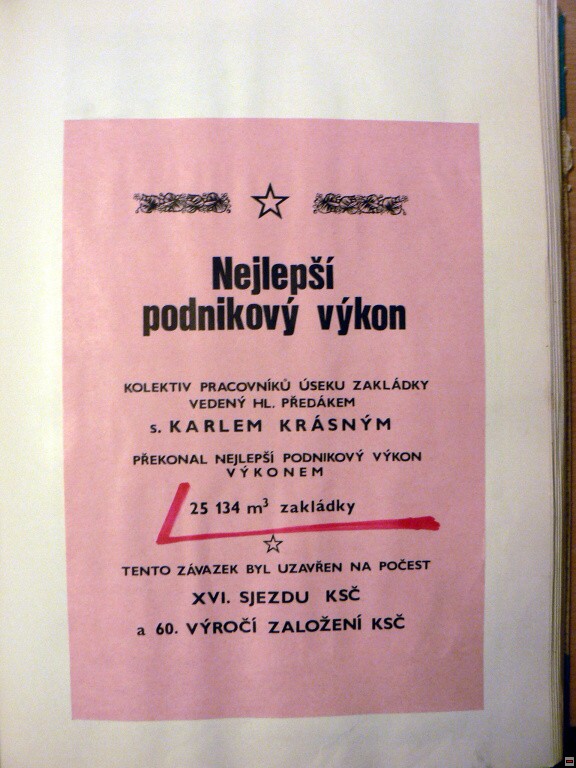 Nejlepší
podnikový výkon
KOLEKTIV PRACOVNÍKŮ ÚSEKU ZAKLÁDKY
VEDENÝ HL. PŘEDÁKEM
s. KARLEM KRÁSNÝM
PŘEKONAL NEJLEPŠÍ PODNIKOVÝ VÝKON
VÝKONEM
25 134 m³ zakládky
TENTO ZÁVAZEK BYL UZAVŘEN NA POČEST
XVI. SJEZDU KSČ
a 60. VÝROČÍ ZALOŽENÍ KSČ